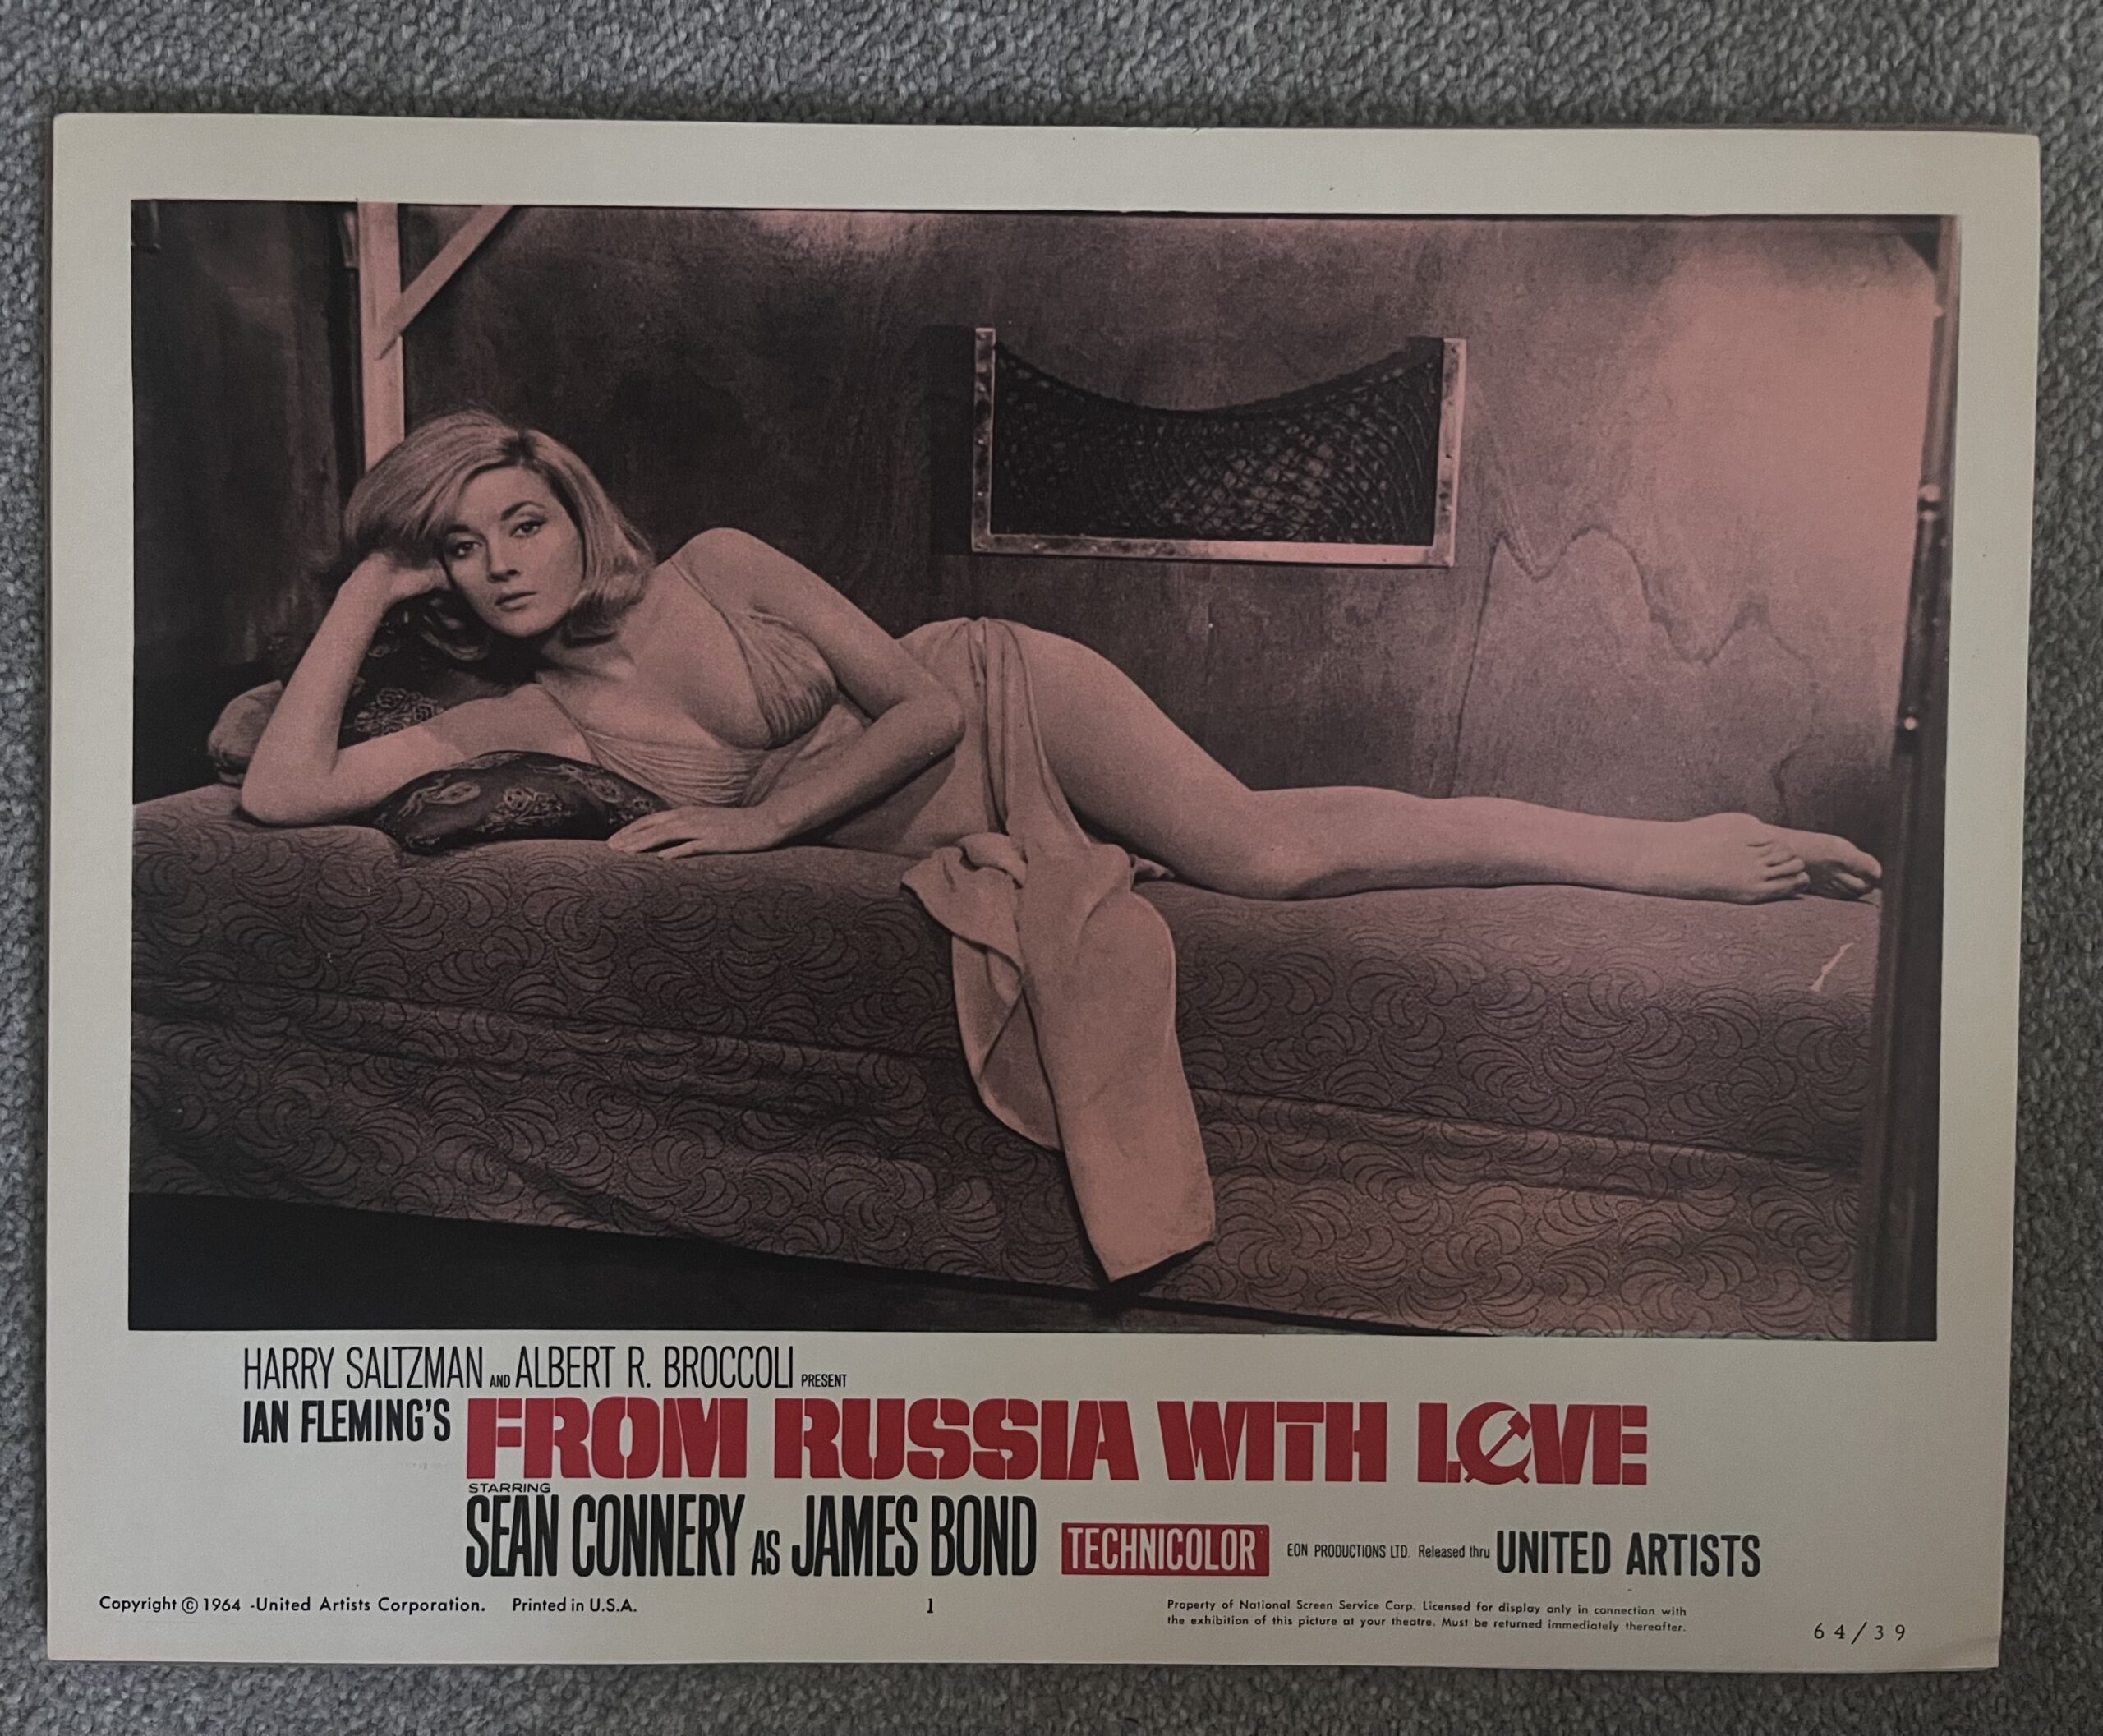 HARRY SALTZMAN AND ALBERT R. BROCCOLI PRESENT
IAN FLEMING'S FROM RUSSIA WITH LOVE
STARRING
SEAN CONNERY AS JAMES BOND TECHNICOLOR EON PRODUCTIONS LTD. Released thru UNITED ARTISTS
Copyright © 1964 -United Artists Corporation. Printed in U.S.A. 1
Property of National Screen Service Corp. Licensed for display only in connection with
the exhibition of this picture at your theatre. Must be returned immediately thereafter.
64/39